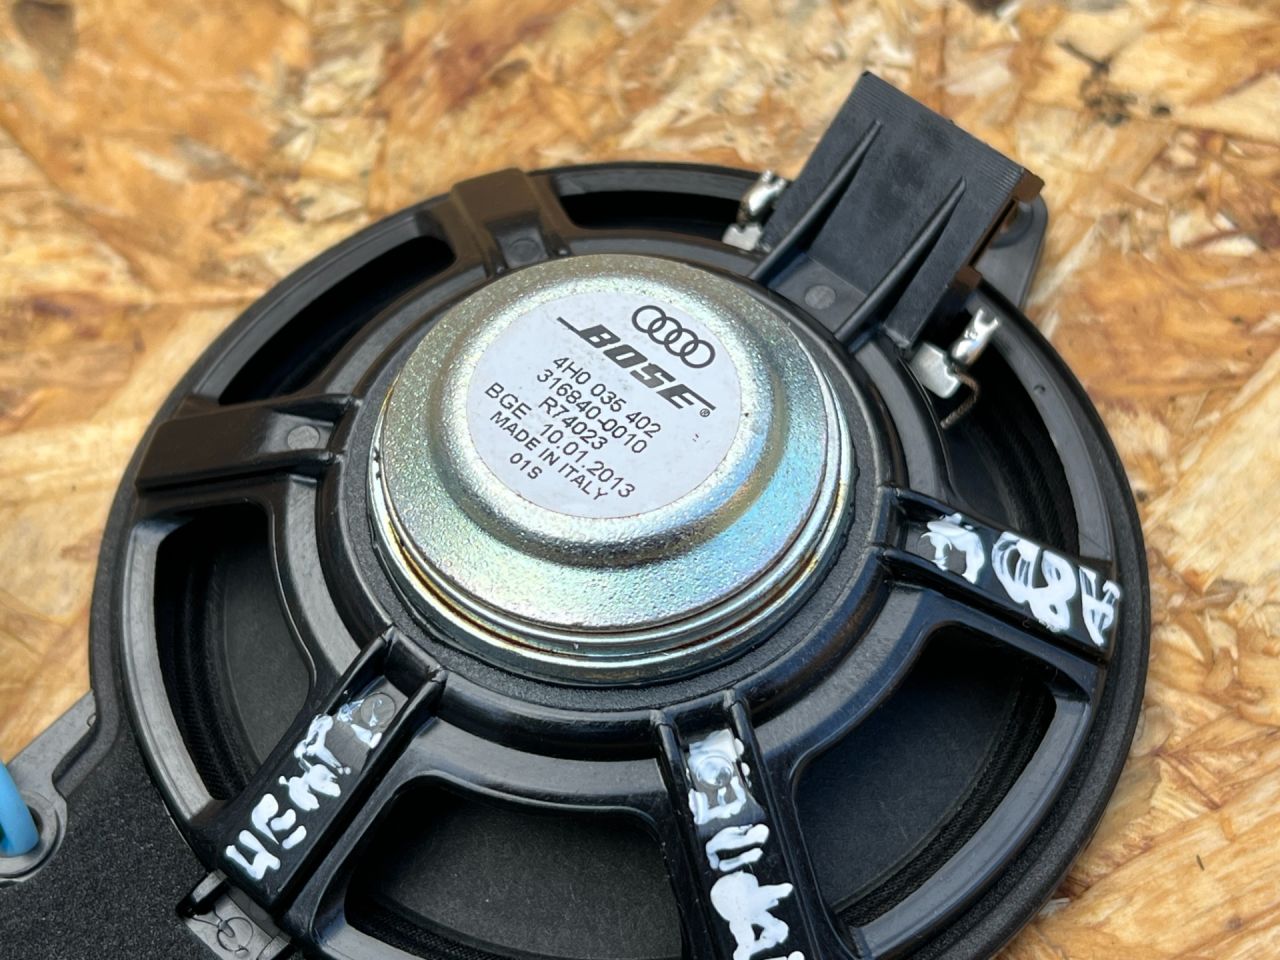 BOSE®
4H0 035 402
316840-0010
R74023
BGE 10.01.2013
MADE IN ITALY
01S